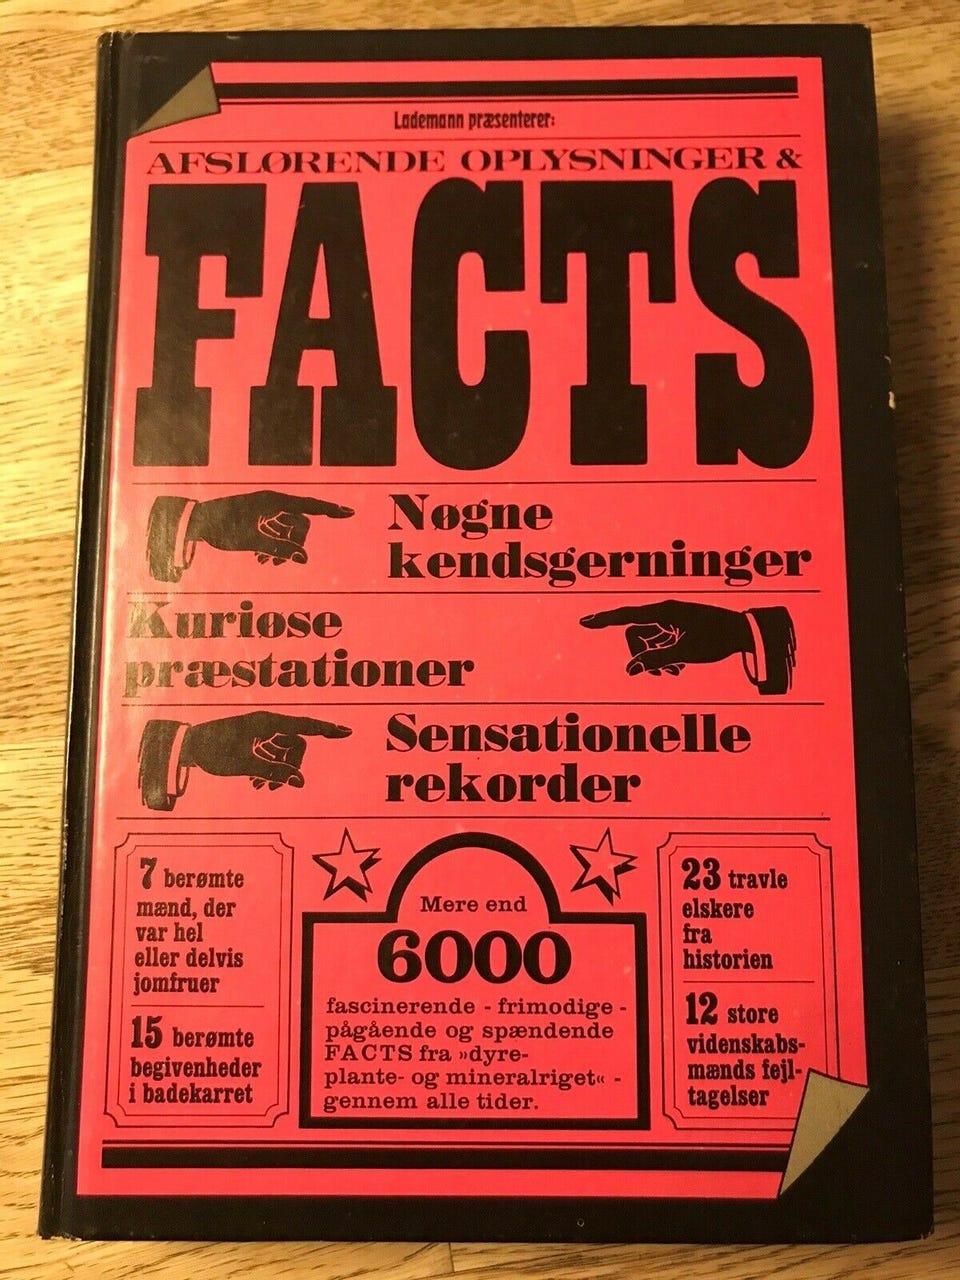 Lademann præsenterer:
AFSLØRENDE OPLYSNINGER &
FACTS
Nøgne
kendsgerninger
Kuriøse
præstationer
Sensationelle
rekorder
7 berømte
mænd, der
var hel
eller delvis
jomfruer
15 berømte
begivenheder
i badekarret
Mere end
6000
fascinerende - frimodige -
pågående og spændende
FACTS fra »dyre-
plante- og mineralriget« -
gennem alle tider.
23 travle
elskere
fra
historien
12 store
videnskabs-
mænds fejl-
tagelser